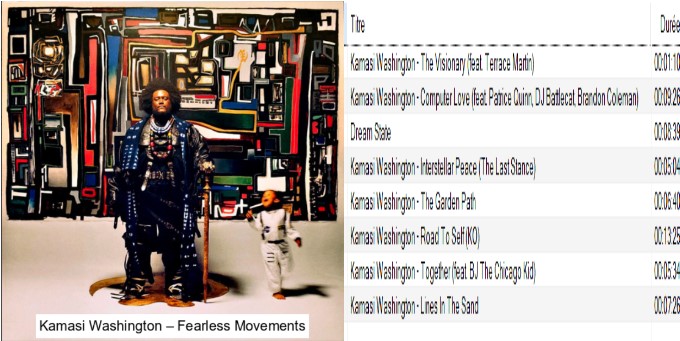 Kamasi Washington – Fearless Movements
Titre Durée
Kamasi Washington - The Visionary (feat. Terrace Martin) 00:01:10
Kamasi Washington - Computer Love (feat. Patrice Quinn, DJ Battlecat, Brandon Coleman) 00:09:26
Dream State 00:08:39
Kamasi Washington - Interstellar Peace (The Last Stance) 00:05:04
Kamasi Washington - The Garden Path 00:06:40
Kamasi Washington - Road To Self (KO) 00:13:25
Kamasi Washington - Together (feat. BJ The Chicago Kid) 00:05:34
Kamasi Washington - Lines In The Sand 00:07:26